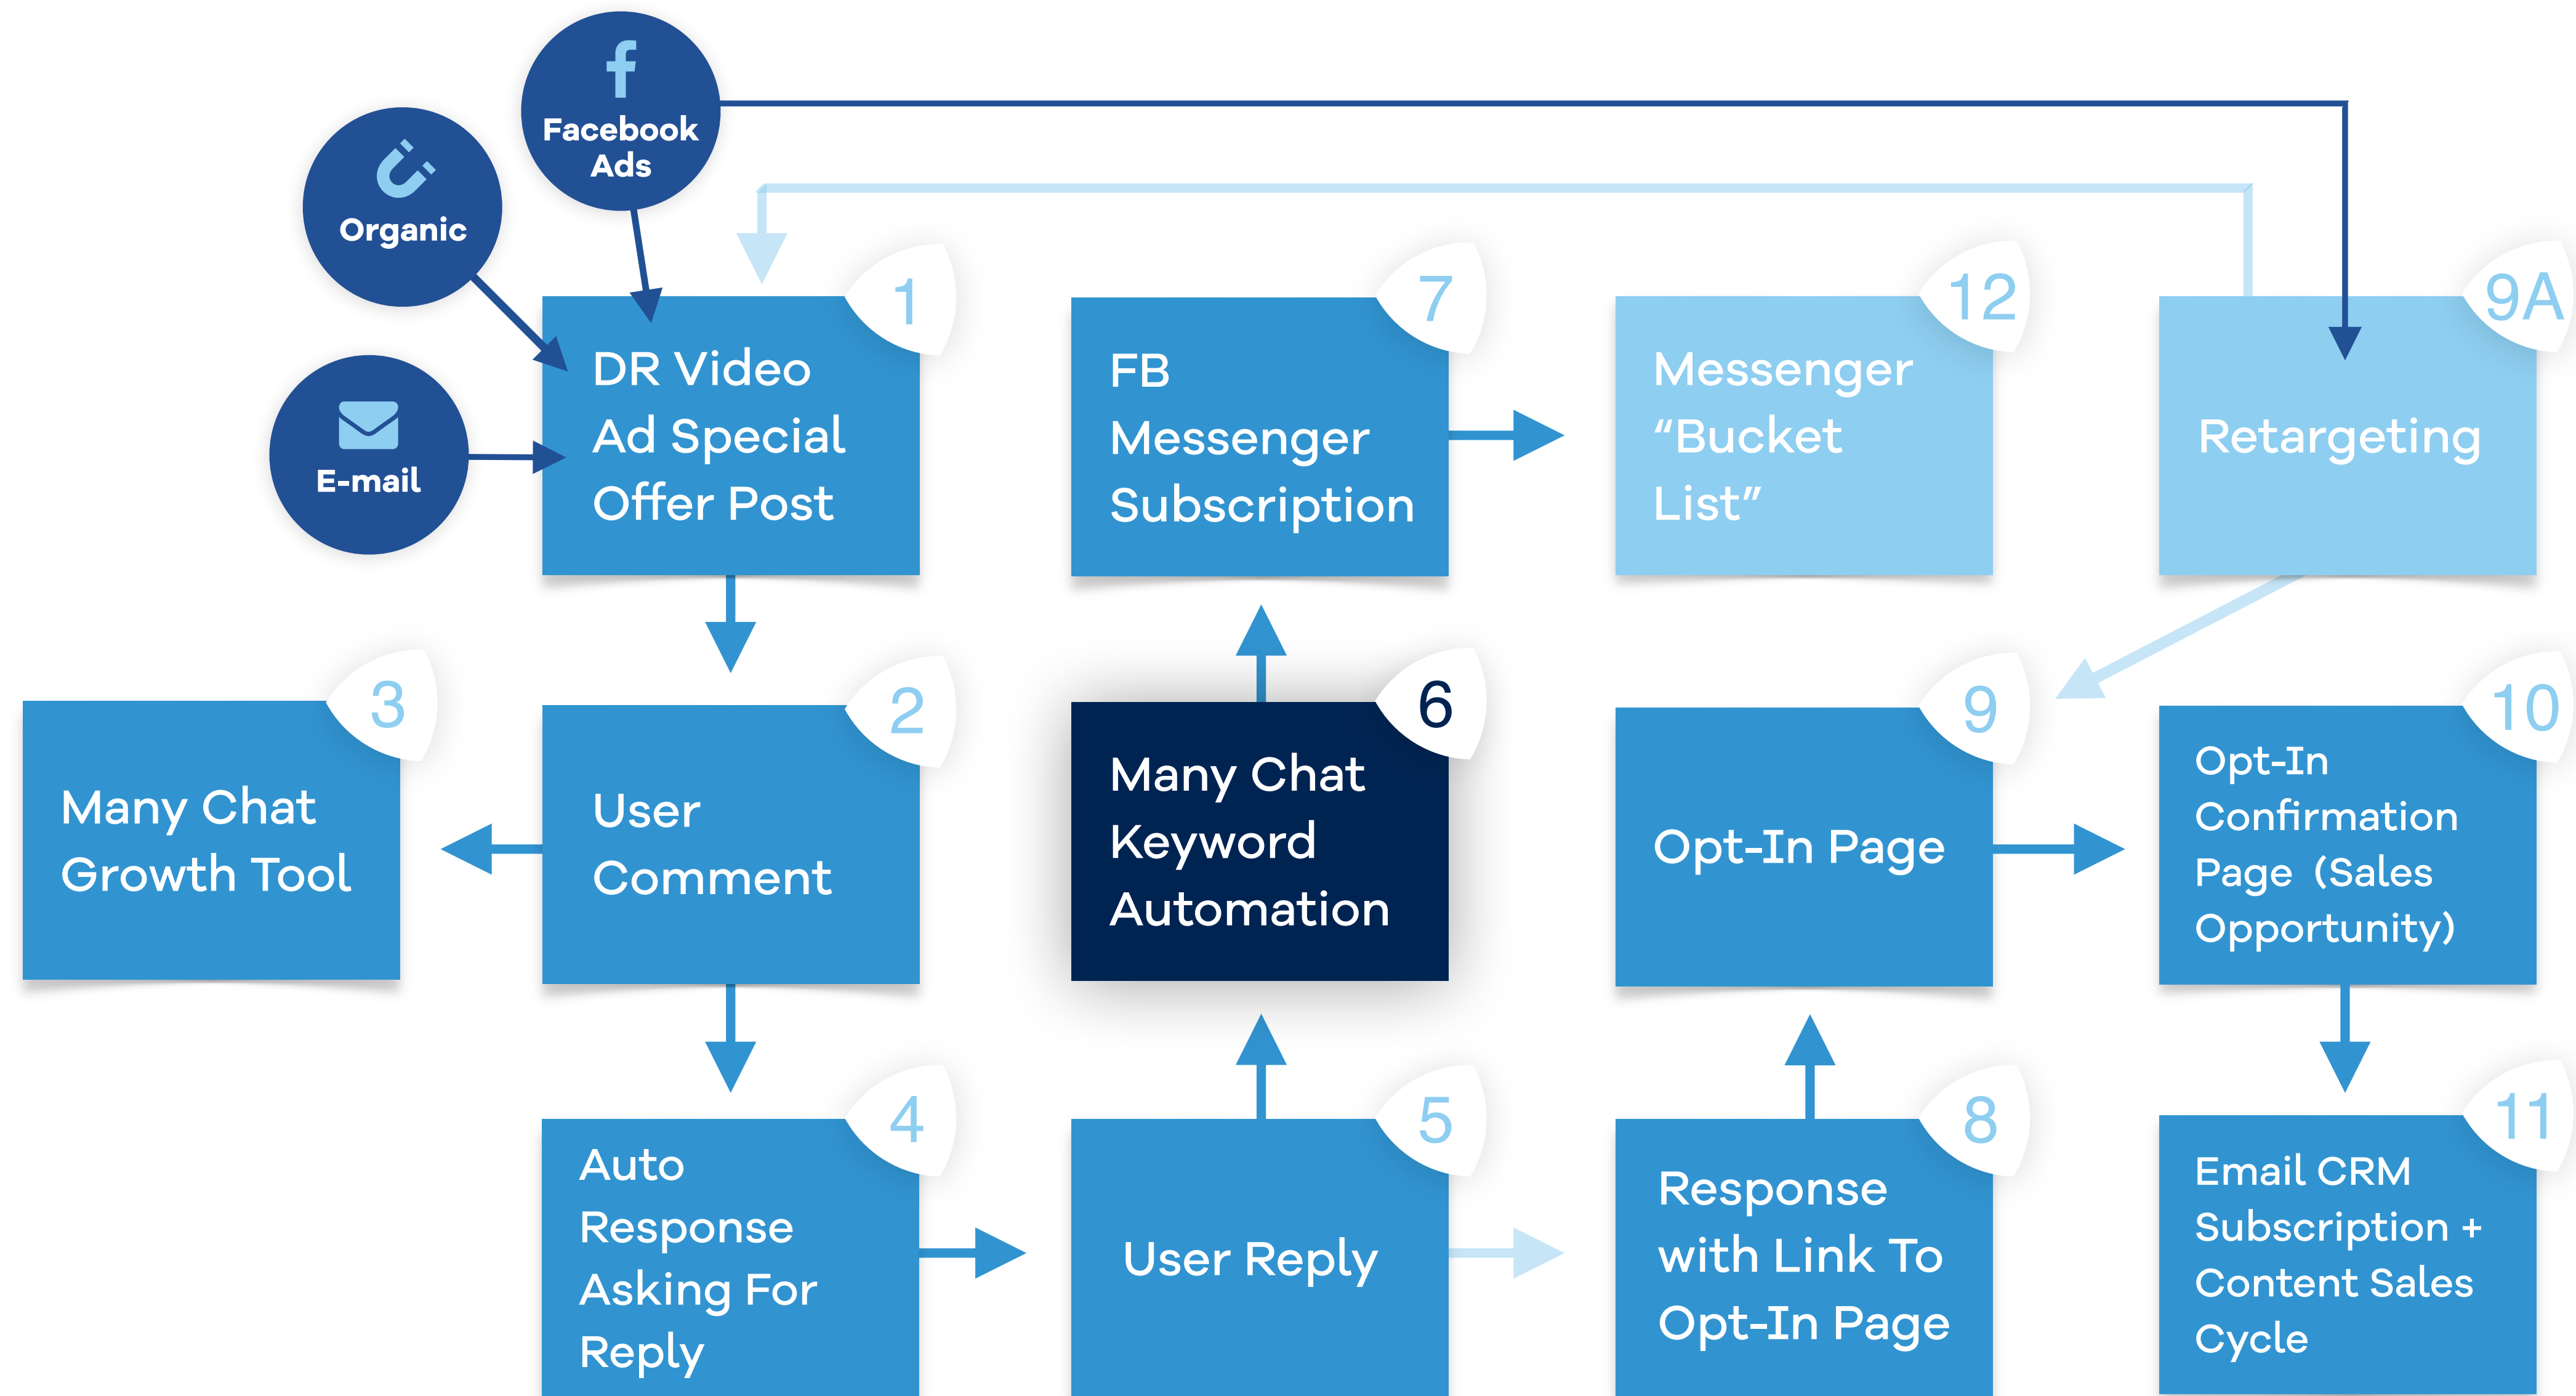 Facebook
Ads
Organic
E-mail
1
DR Video
Ad Special
Offer Post
7
FB
Messenger
Subscription
12
Messenger
“Bucket
List”
9A
Retargeting
3
Many Chat
Growth Tool
2
User
Comment
6
Many Chat
Keyword
Automation
9
Opt-In Page
10
Opt-In
Confirmation
Page (Sales
Opportunity)
4
Auto
Response
Asking For
Reply
5
User Reply
8
Response
with Link To
Opt-In Page
11
Email CRM
Subscription +
Content Sales
Cycle